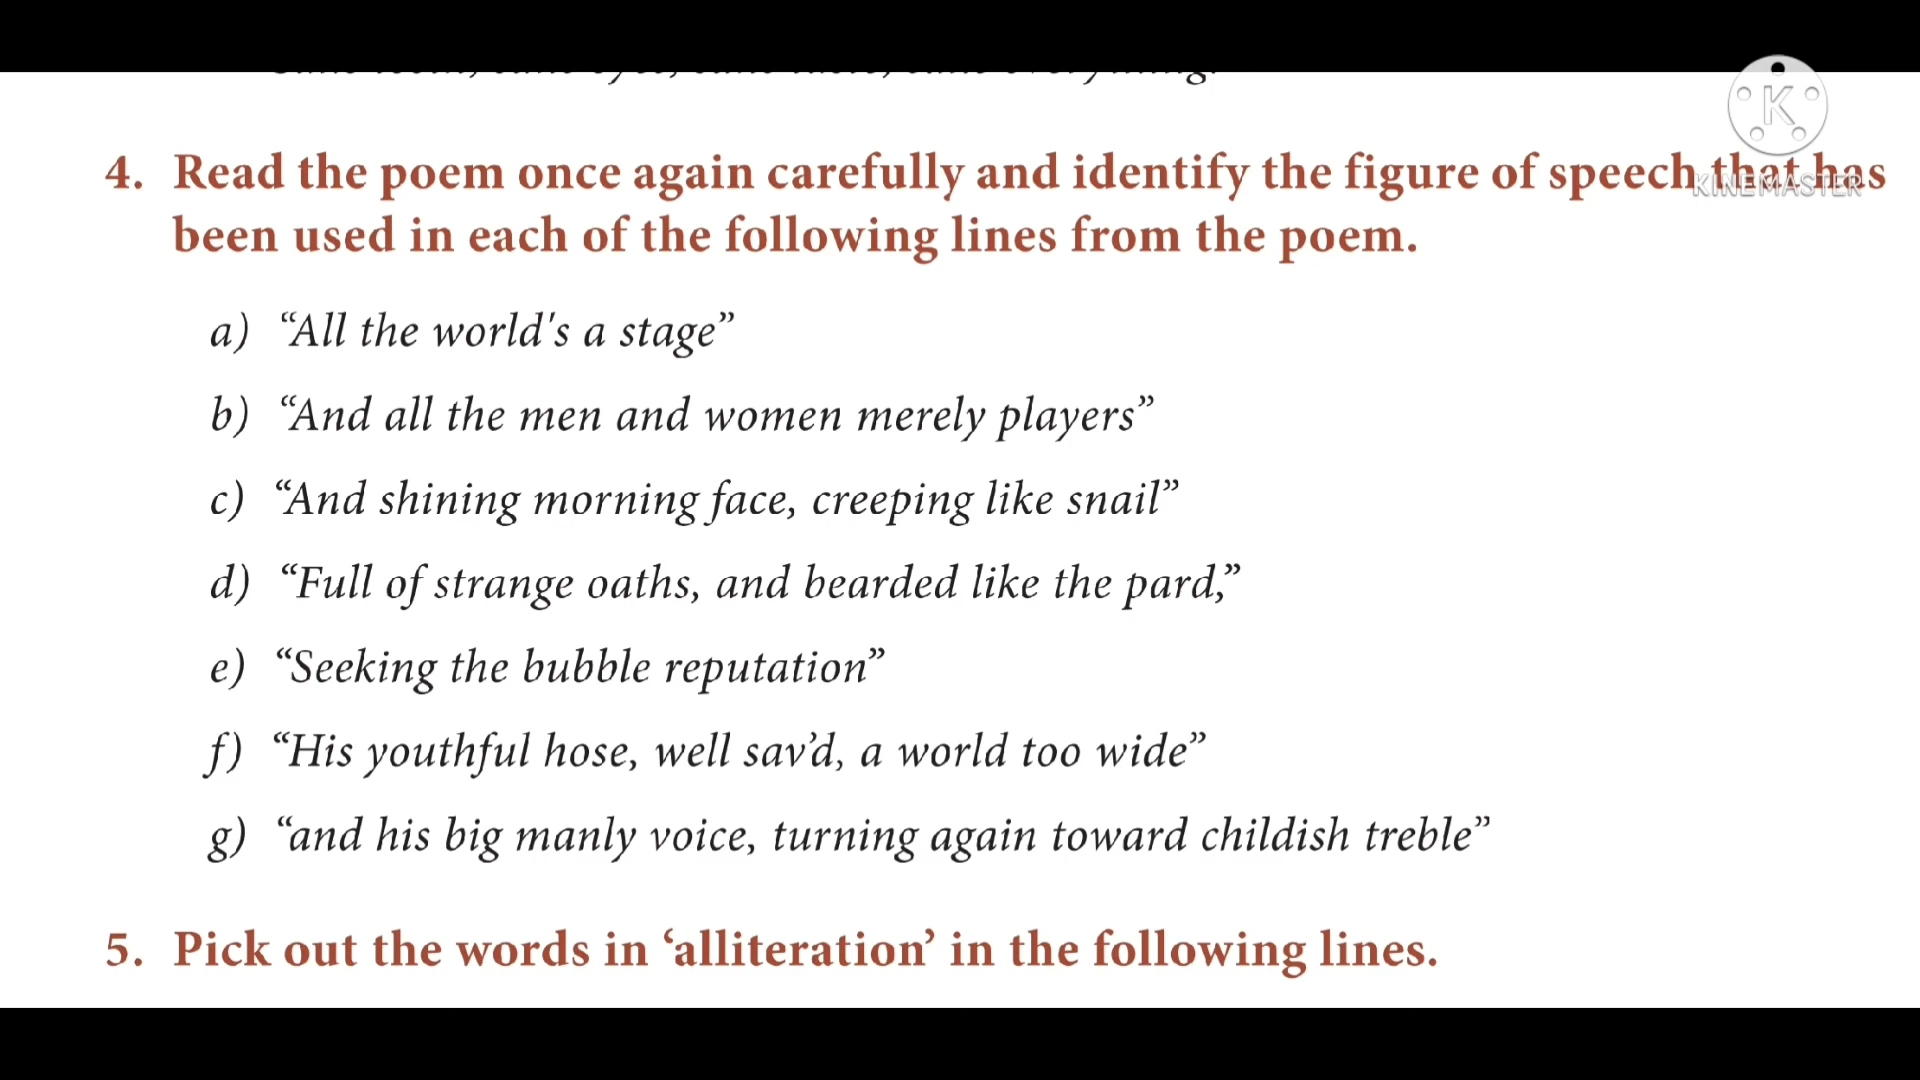 4. Read the poem once again carefully and identify the figure of speech that has
been used in each of the following lines from the poem.
a) “All the world's a stage”
b) “And all the men and women merely players”
c) “And shining morning face, creeping like snail”
d) “Full of strange oaths, and bearded like the pard,”
e) “Seeking the bubble reputation”
f) “His youthful hose, well sav’d, a world too wide”
g) “and his big manly voice, turning again toward childish treble”
5. Pick out the words in ‘alliteration’ in the following lines.
K
KINEMASTER